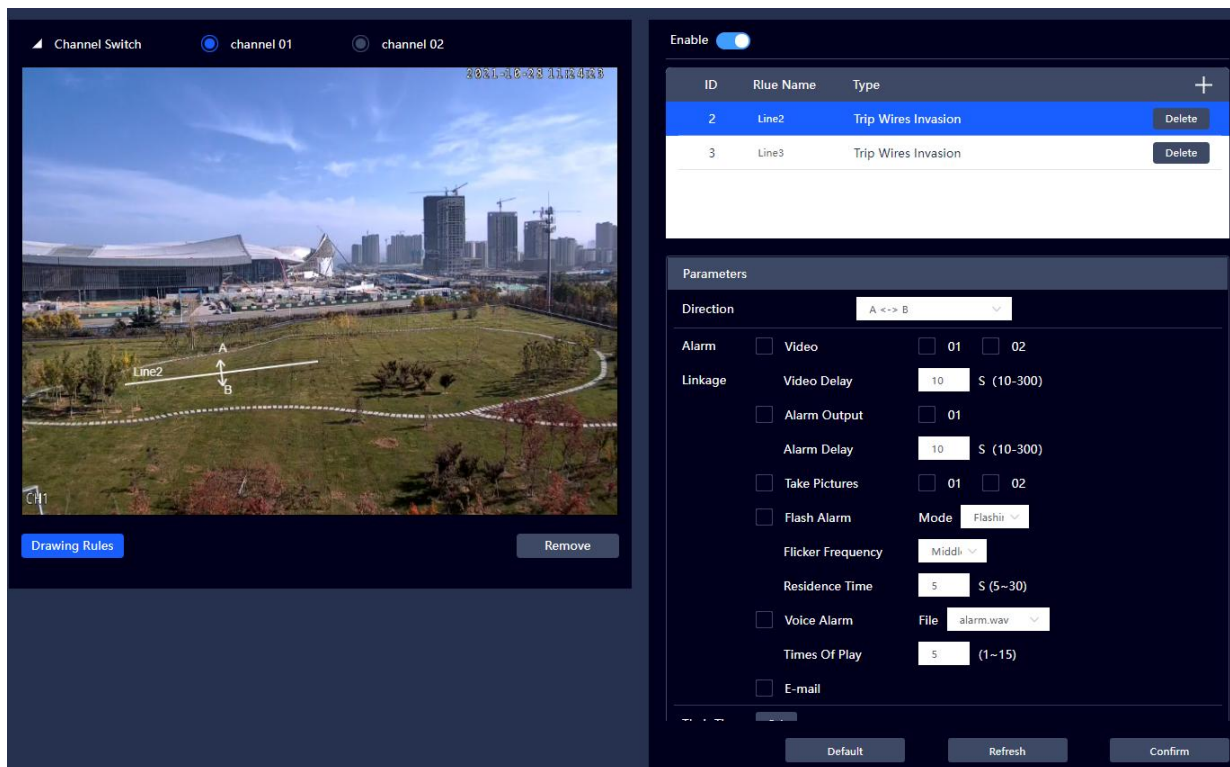 Channel Switch channel 01 channel 02
CH1
A
Line2
B
Drawing Rules Remove
Enable
ID Rlue Name Type
2 Line2 Trip Wires Invasion Delete
3 Line3 Trip Wires Invasion Delete
Parameters
Direction A <-> B
Alarm Video 01 02
Linkage Video Delay 10 S (10-300)
Alarm Output 01
Alarm Delay 10 S (10-300)
Take Pictures 01 02
Flash Alarm Mode Flashir
Flicker Frequency Middle
Residence Time 5 S (5~30)
Voice Alarm File alarm.wav
Times Of Play 5 (1~15)
E-mail
Default Refresh Confirm